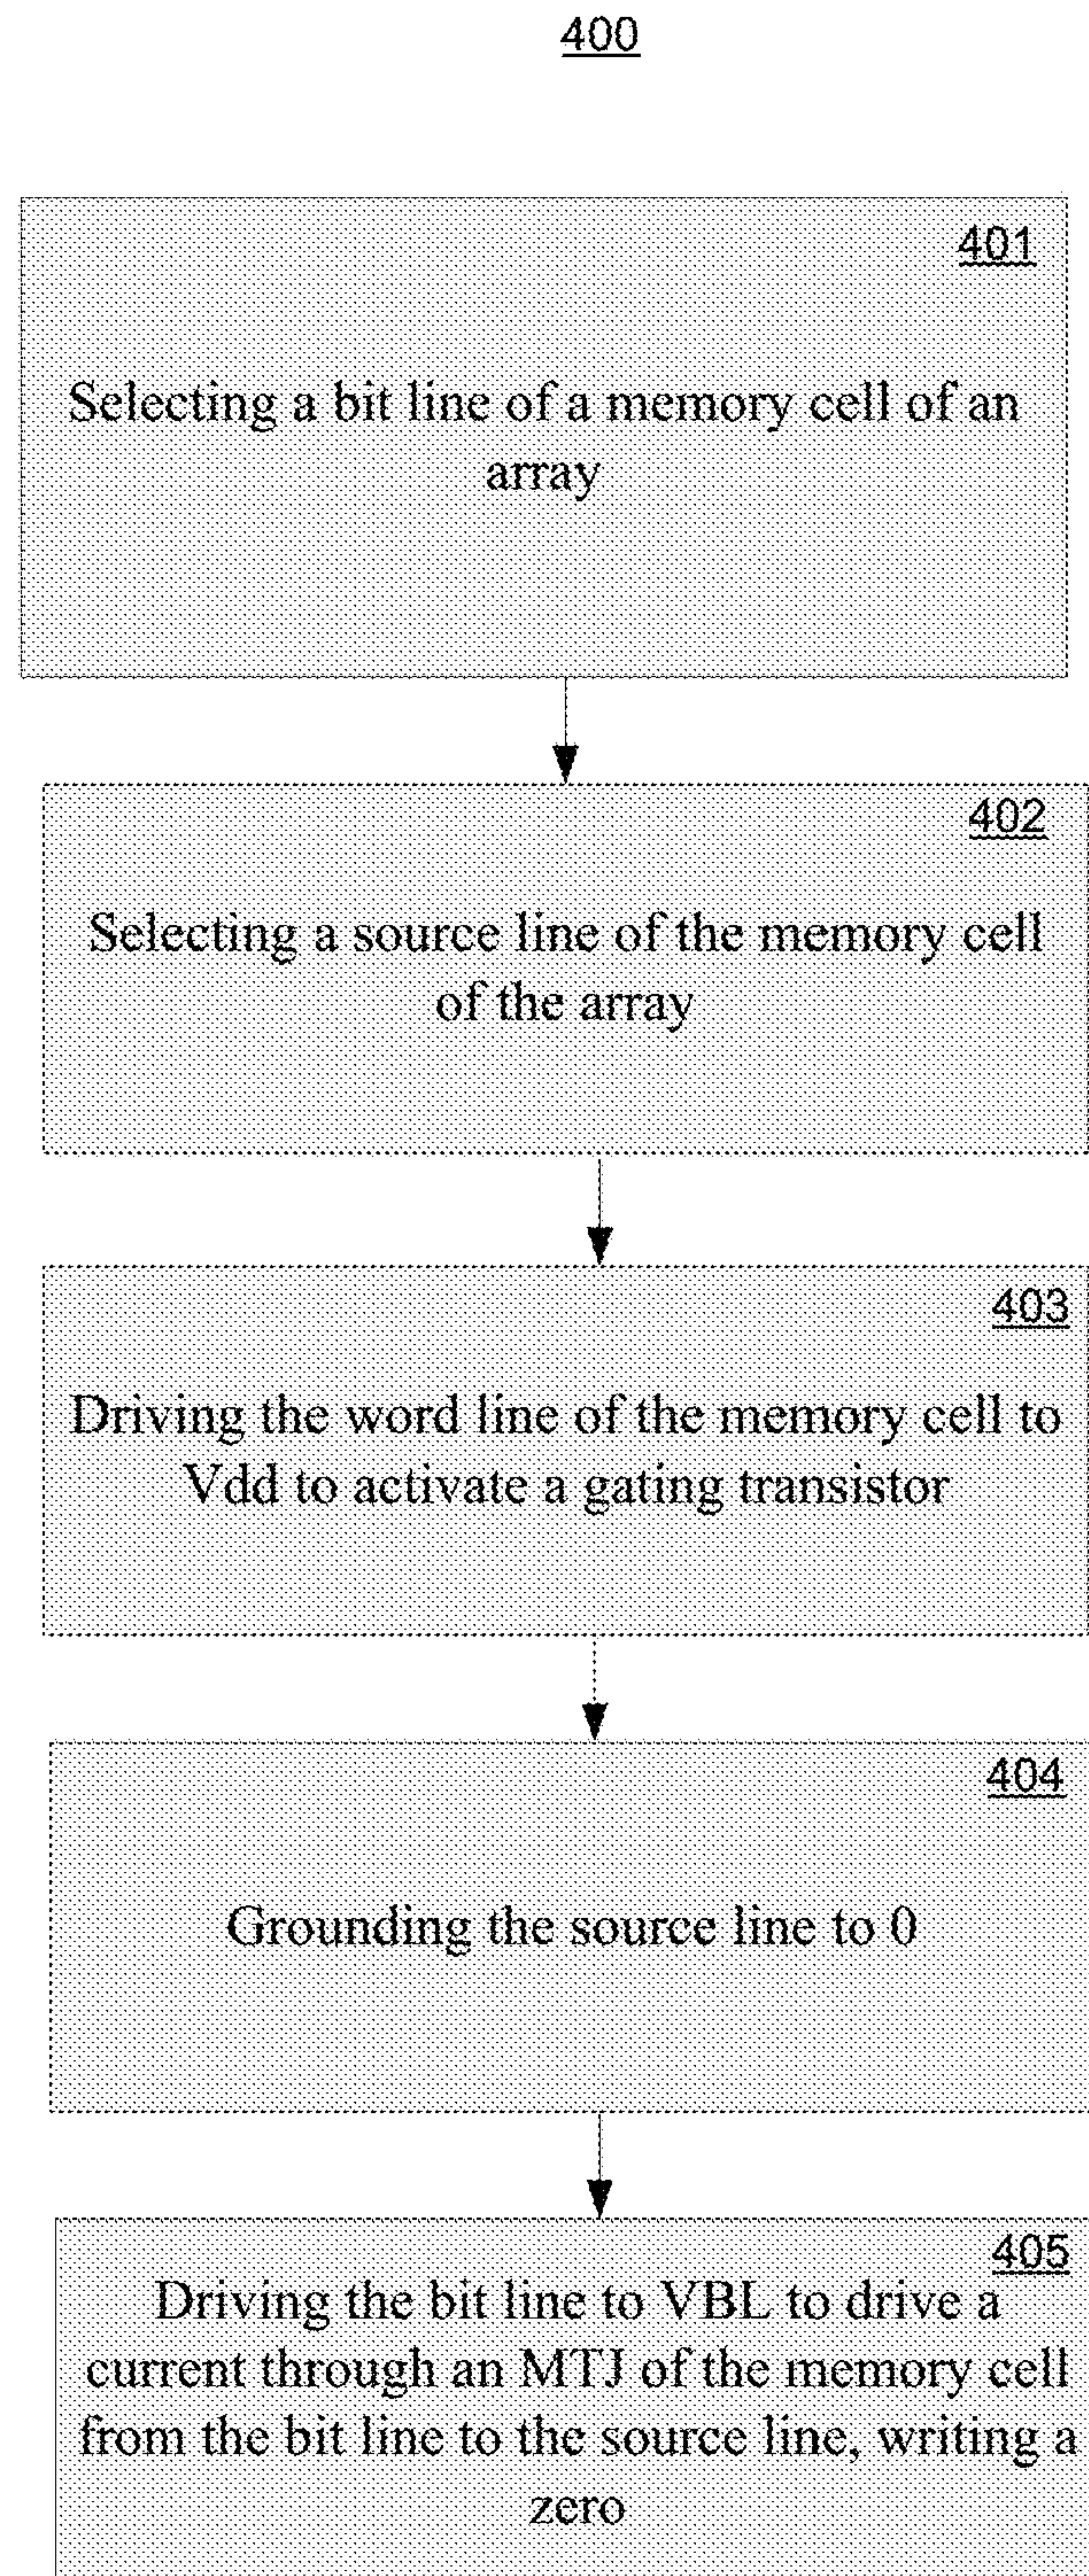 400
401
Selecting a bit line of a memory cell of an
array
402
Selecting a source line of the memory cell
of the array
403
Driving the word line of the memory cell to
Vdd to activate a gating transistor
404
Grounding the source line to 0
405
Driving the bit line to VBL to drive a
current through an MTJ of the memory cell
from the bit line to the source line, writing a
zero